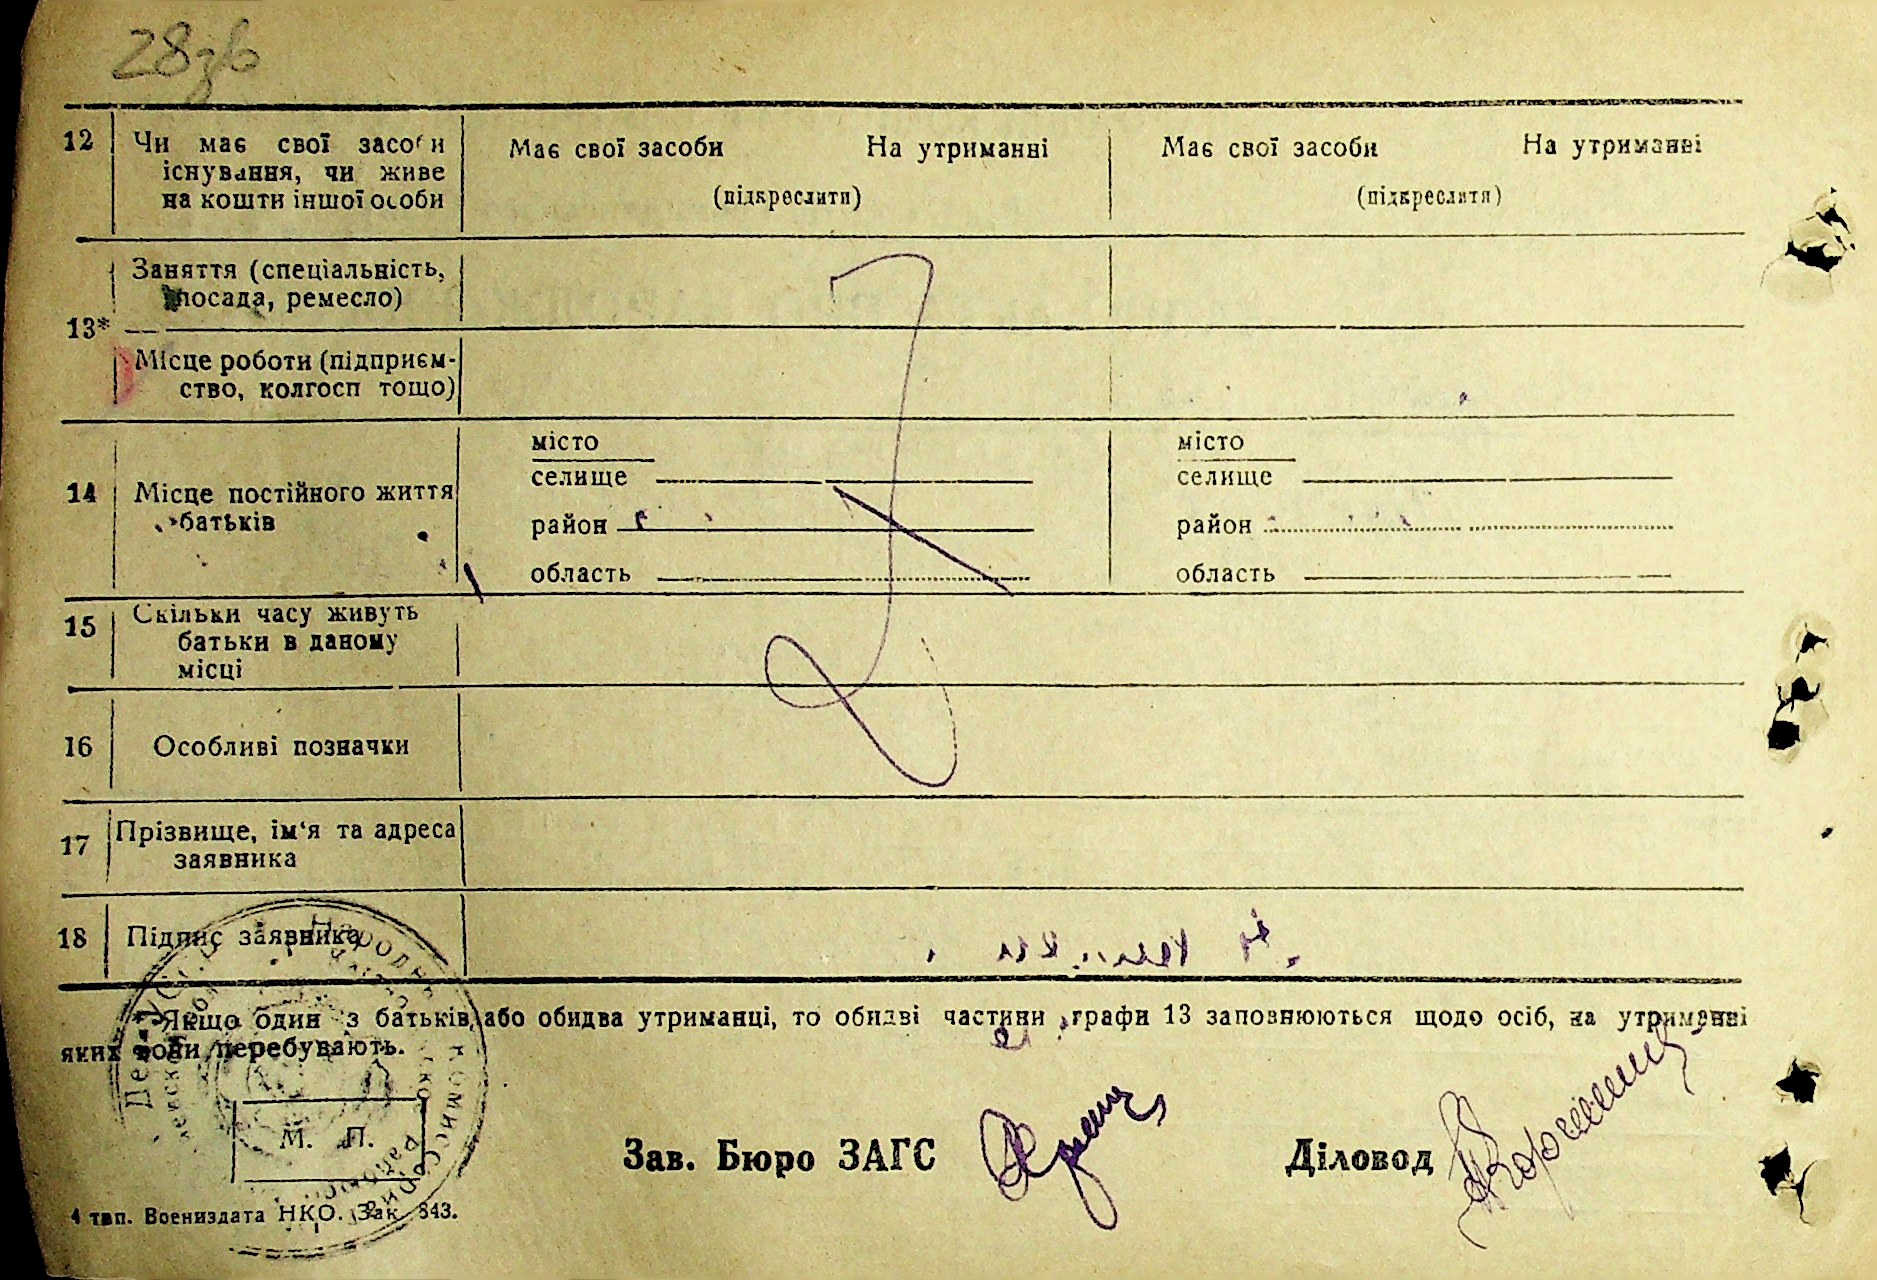 28зв
12 Чи має свої засоби Має свої засоби На утриманні Має свої засоби На утриманні
існування, чи живе
на кошти іншої особи (підкреслити) (підкреслити)
Заняття (спеціальність,
посада, ремесло)
13*
Місце роботи (підприєм-
ство, колгосп тощо)
місто місто
селище селище
14 Місце постійного життя
батьків
район район
область область
15 Скільки часу живуть
батьки в даному
місці
16 Особливі позначки
17 Прізвище, ім'я та адреса
заявника
18 Підпис заявника
* Якщо один з батьків або обидва утриманці, то обидві частини графи 13 заповнюються щодо осіб, на утриманні
яких вони перебувають.
М. П.
Зав. Бюро ЗАГС Діловод
4 тип. Воениздата НКО. Зак. 343.